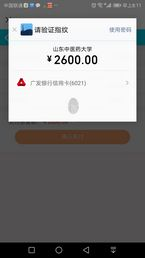 中国联通
上午8:11
请验证指纹
使用密码
山东中医药大学
¥2600.00
广发银行信用卡(6021)